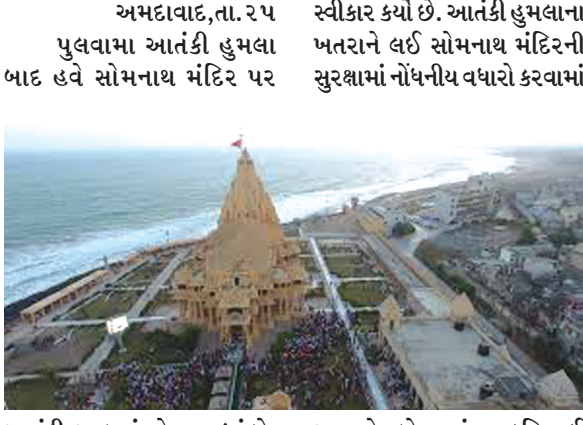 અમદાવાદ,તા.૨૫
પુલવામા આતંકી હુમલા
બાદ હવે સોમનાથ મંદિર પર
સ્વીકાર કર્યો છે. આતંકી હુમલાના
ખતરાને લઈ સોમનાથ મંદિરની
સુરક્ષામાં નોંધનીય વધારો કરવામાં